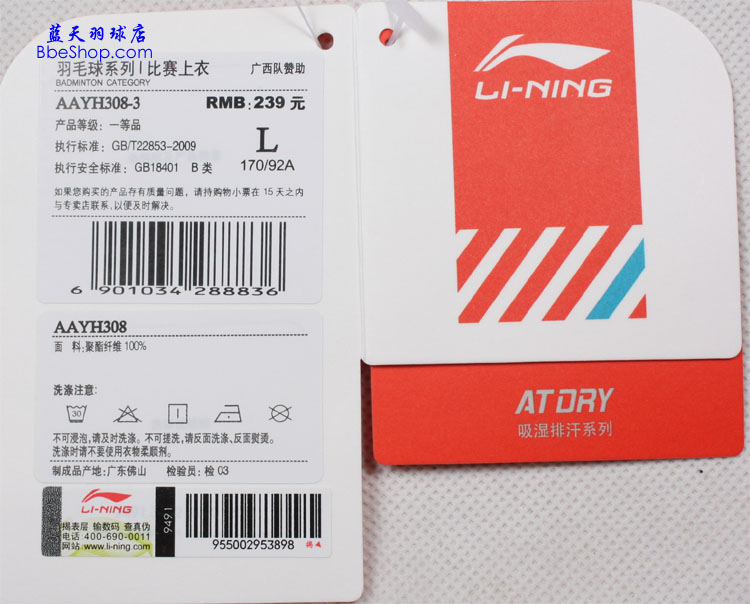 蓝天羽球店
BbeShop.com
羽毛球系列 | 比赛上衣 广西队赞助
BADMINTON CATEGORY
AAYH308-3 RMB: 239 元
产品等级: 一等品
执行标准: GB/T22853-2009
L
执行安全标准: GB18401 B 类
170/92A
如果您购买的产品存有质量问题, 请持购物小票在 15 天之内
与专卖店联系, 以便及时解决。
6 901034 288836
AAYH308
面 料:聚酯纤维 100%
洗涤注意:
30
不可浸泡,请及时洗涤。不可搓洗,请反面洗涤、反面熨烫。
洗涤时请不要使用衣物柔顺剂。
制成品产地: 广东佛山 检验员: 检 03
LI-NING
揭表层 输数码 查真伪
电话 400-690-0011
网站 www.li-ning.com
9491
955002953898
LI-NING
AT DRY
吸湿排汗系列